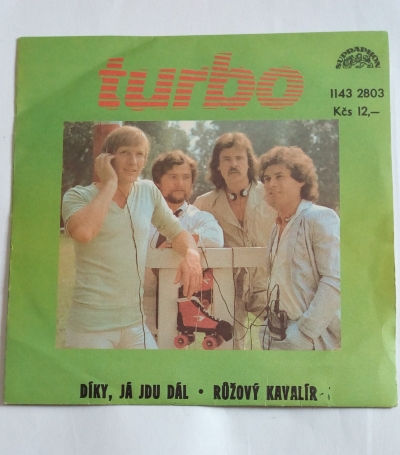 turbo
SUPRAPHON
1143 2803
Kčs 12,—
DÍKY, JÁ JDU DÁL • RŮŽOVÝ KAVALÍR